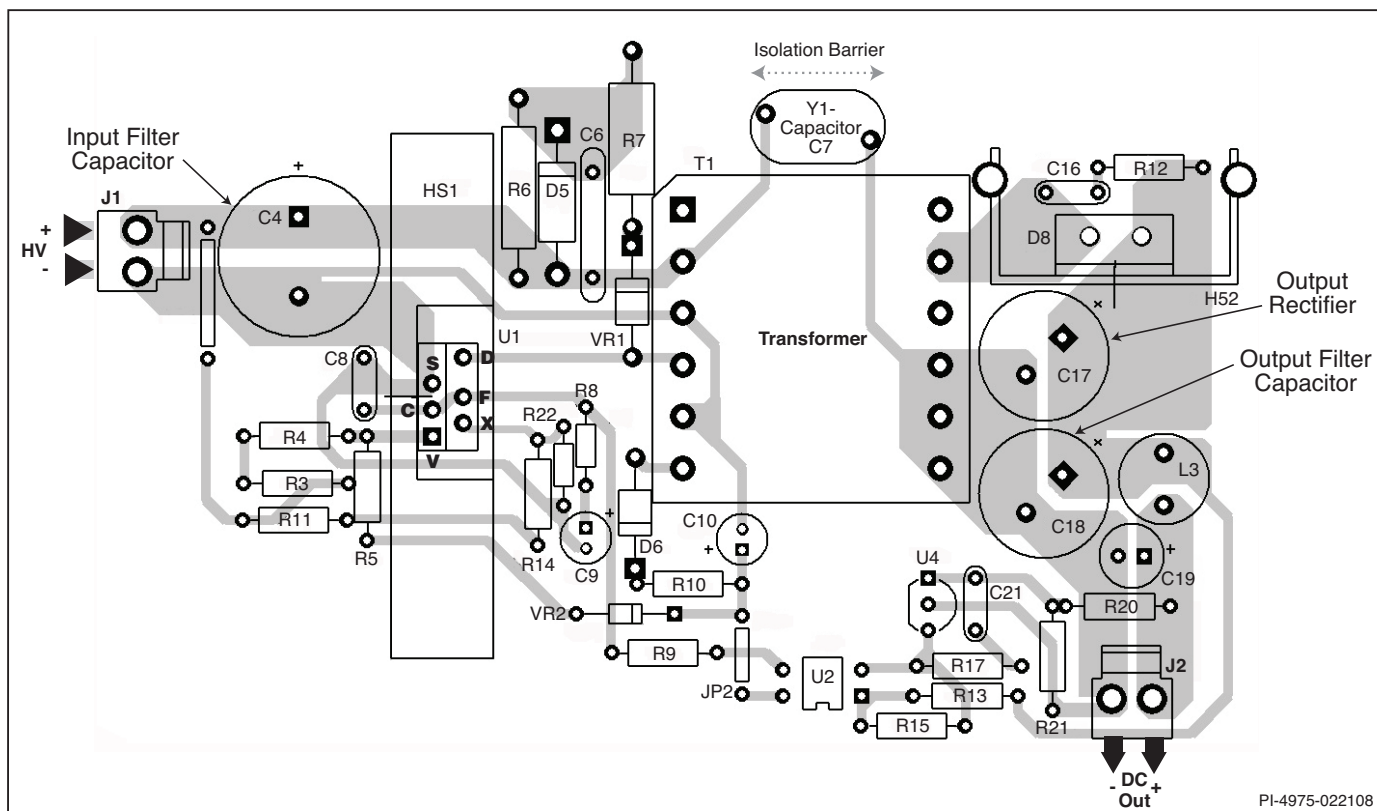 Isolation Barrier
Y1-
Capacitor
C7
Input Filter
Capacitor
+
C4
J1
+
HV
-
HS1
R6
D5
C6
R7
T1
C16
R12
D8
H52
Output
Rectifier
VR1
Transformer
U1
C8
S
D
C
F
X
V
C17
Output Filter
Capacitor
R8
R22
R4
R3
R11
R5
R14
C9
+
D6
C10
+
C18
L3
C19
+
U4
C21
R10
R20
VR2
R9
JP2
U2
R17
R13
R15
R21
J2
- DC +
Out
PI-4975-022108